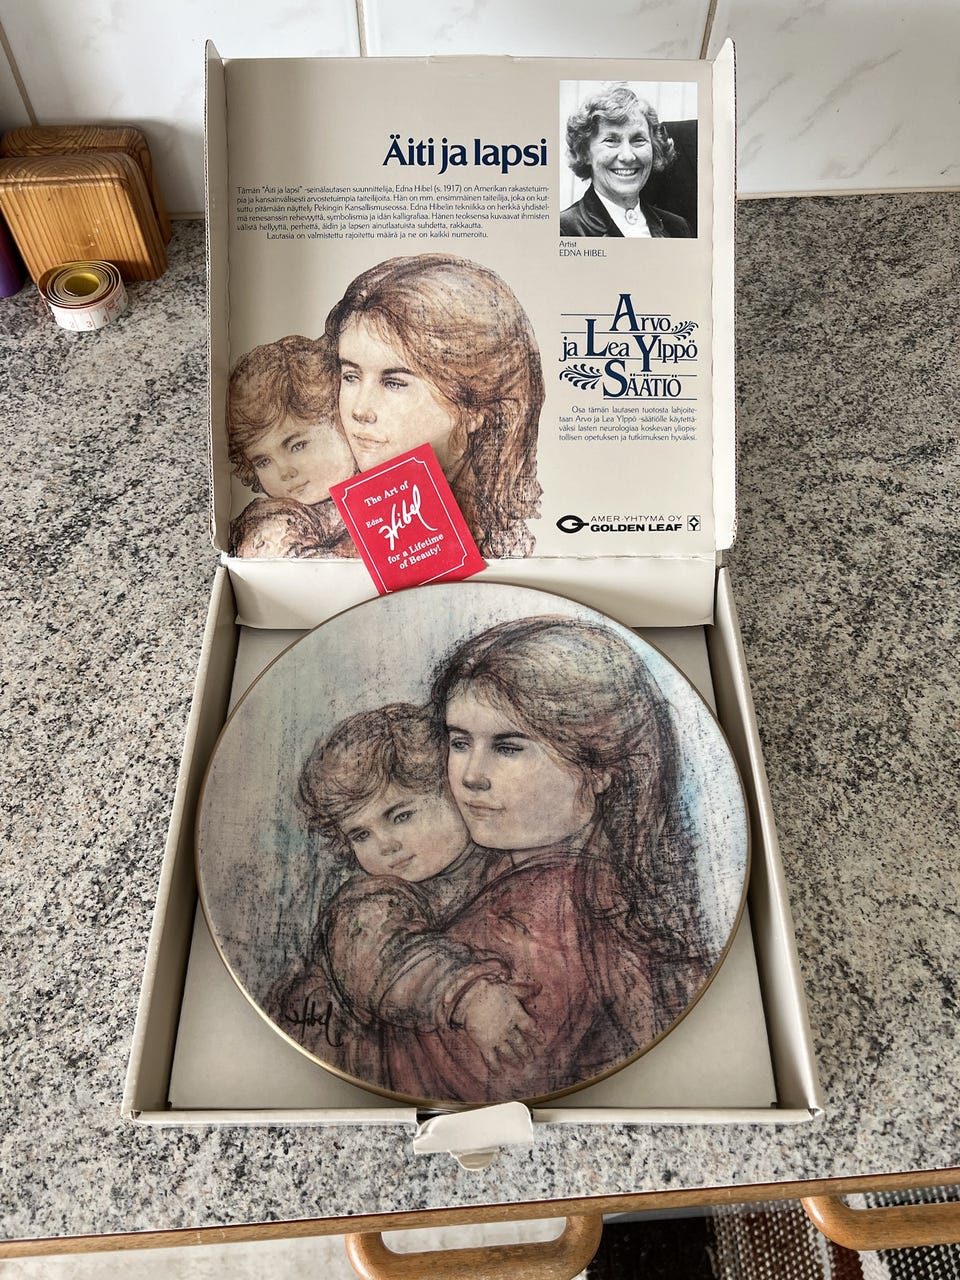 Äiti ja lapsi
Tämän "Äiti ja lapsi" -seinälautasen suunnittelija, Edna Hibel (s. 1917) on Amerikan rakastetuim-
pia ja kansainvälisesti arvostetuimpia taiteilijoita. Hän on mm. ensimmäinen taiteilija, joka on kut-
suttu pitämään näyttely Pekingin Kansallismuseossa. Edna Hibelin tekniikka on herkkä yhdistel-
mä renesanssin rehevyyttä, symbolismia ja idän kalligrafiaa. Hänen teoksensa kuvaavat ihmisten
välistä hellyyttä, perhettä, äidin ja lapsen ainutlaatuista suhdetta, rakkautta.
Lautasia on valmistettu rajoitettu määrä ja ne on kaikki numeroitu.
Artist
EDNA HIBEL
Arvo
ja Lea Ylppö
Säätiö
Osa tämän lautasen tuotosta lahjoite-
taan Arvo ja Lea Ylppö -säätiölle käytettä-
väksi lasten neurologiaa koskevan yliopis-
tollisen opetuksen ja tutkimuksen hyväksi.
AMER-YHTYMÄ OY
GOLDEN LEAF
The Art of
Edna
Hibel
for a Lifetime
of Beauty!
Hibel